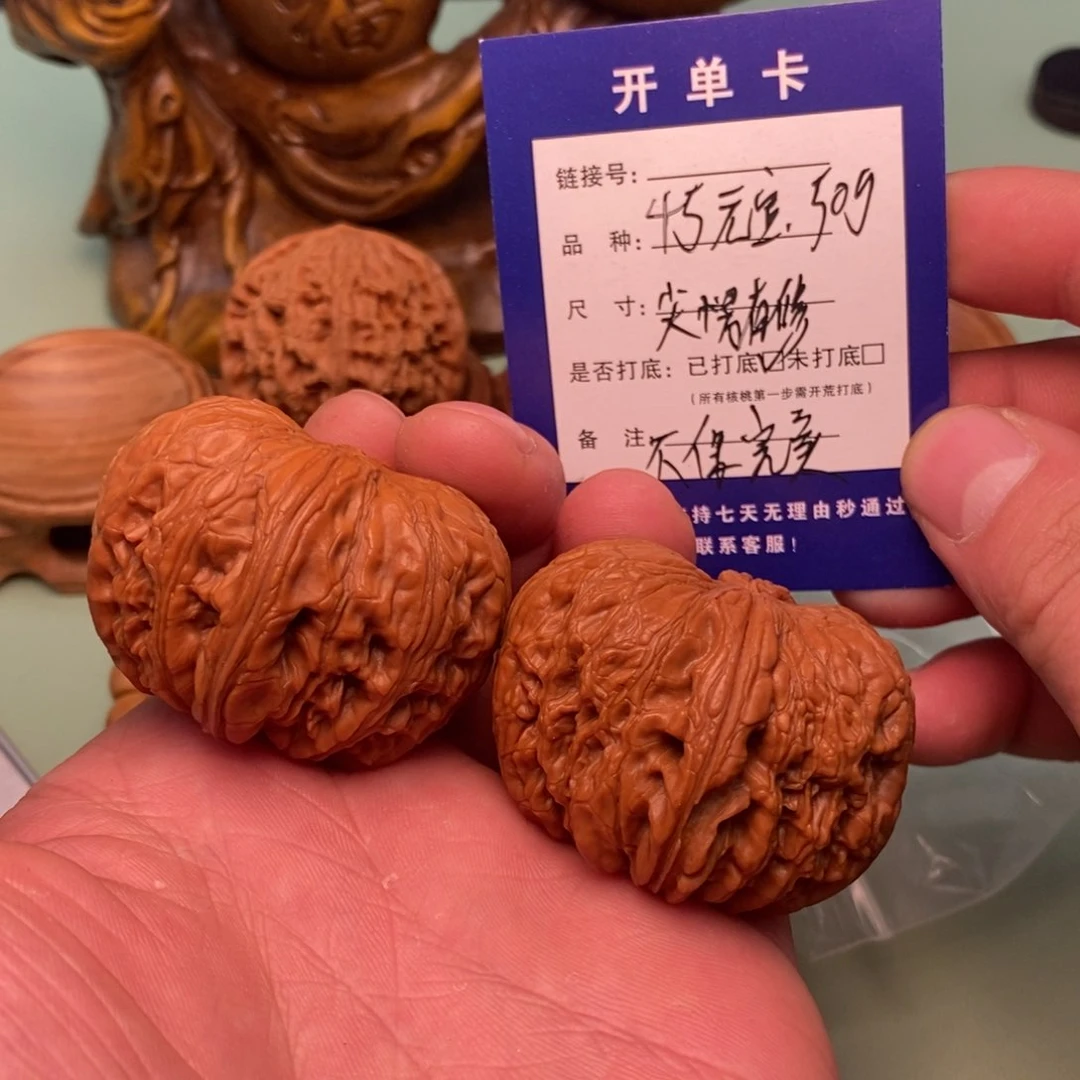 开单卡
链接号:
45元宝.50g
品 种:
尺 寸:尖惕有修
是否打底: 已打底☑未打底☐
(所有核桃第一步需开荒打底)
备 注 不保完美
持七天无理由秒通过
联系客服!